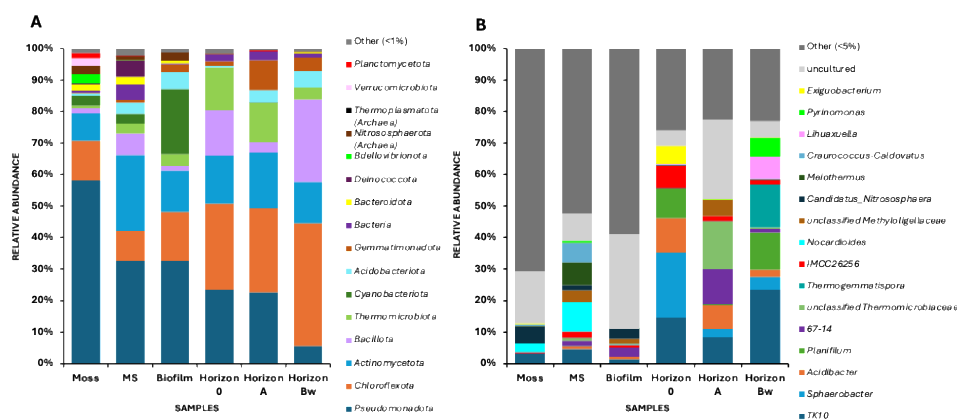 A
RELATIVE ABUNDANCE
100%
90%
80%
70%
60%
50%
40%
30%
20%
10%
0%
Moss
MS
Biofilm
Horizon
0
Horizon
A
Horizon
Bw
SAMPLES
Other (<1%)
Planctomycetota
Verrucomicrobiota
Thermoplasmatota
(Archaea)
Nitrososphaerota
(Archaea)
Bdellovibrionota
Deinococcota
Bacteroidota
Bacteria
Gemmatimonadota
Acidobacteriota
Cyanobacteriota
Thermomicrobiota
Bacillota
Actinomycetota
Chloroflexota
Pseudomonadota
B
RELATIVE ABUNDANCE
100%
90%
80%
70%
60%
50%
40%
30%
20%
10%
0%
Moss
MS
Biofilm
Horizon
0
Horizon
A
Horizon
Bw
SAMPLES
Other (<5%)
uncultured
Exiguobacterium
Pyrinomonas
Lihuaxuella
Craurococcus-Caldovatus
Meiothermus
Candidatus_Nitrososphaera
unclassified Methyloligellaceae
Nocardioides
IMCC26256
Thermogemmatispora
unclassified Thermomicrobiaceae
67-14
Planifilum
Acidibacter
Sphaerobacter
TK10